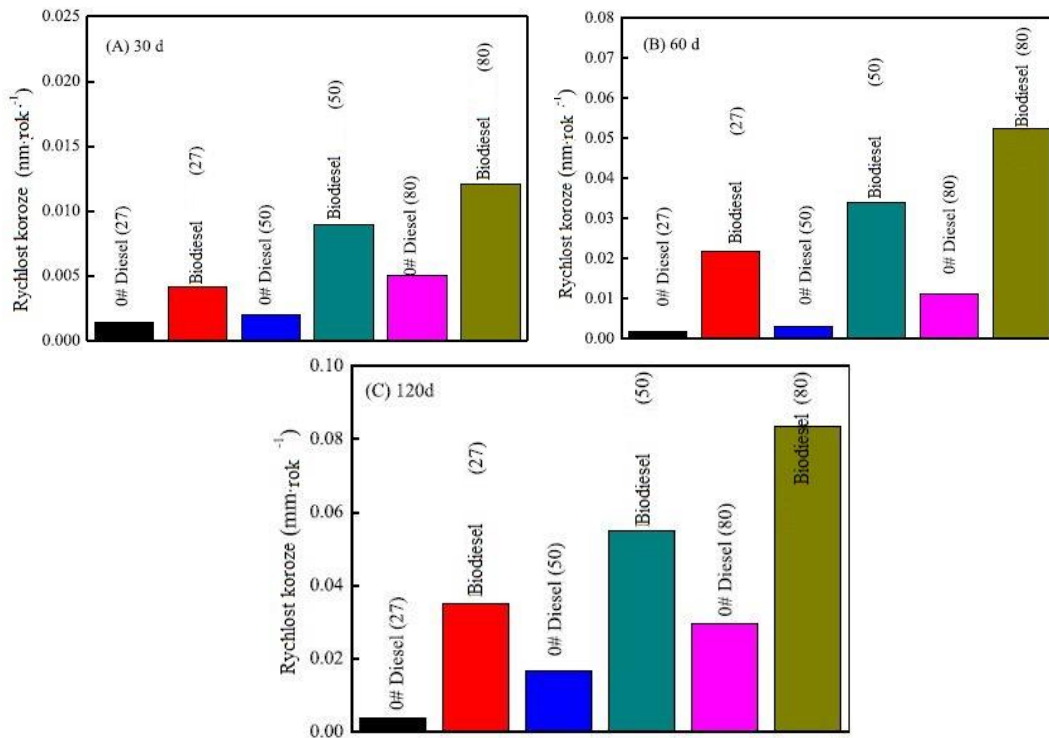 (A) 30 d
Rychlost koroze (nm·rok⁻¹)
0.025
0.020
0.015
0.010
0.005
0.000
0# Diesel (27)
Biodiesel (27)
0# Diesel (50)
Biodiesel (50)
0# Diesel (80)
Biodiesel (80)
(B) 60 d
Rychlost koroze (nm·rok⁻¹)
0.08
0.07
0.06
0.05
0.04
0.03
0.02
0.01
0.00
0# Diesel (27)
Biodiesel (27)
0# Diesel (50)
Biodiesel (50)
0# Diesel (80)
Biodiesel (80)
(C) 120d
Rychlost koroze (mm·rok⁻¹)
0.10
0.08
0.06
0.04
0.02
0.00
0# Diesel (27)
Biodiesel (27)
0# Diesel (50)
Biodiesel (50)
0# Diesel (80)
Biodiesel (80)